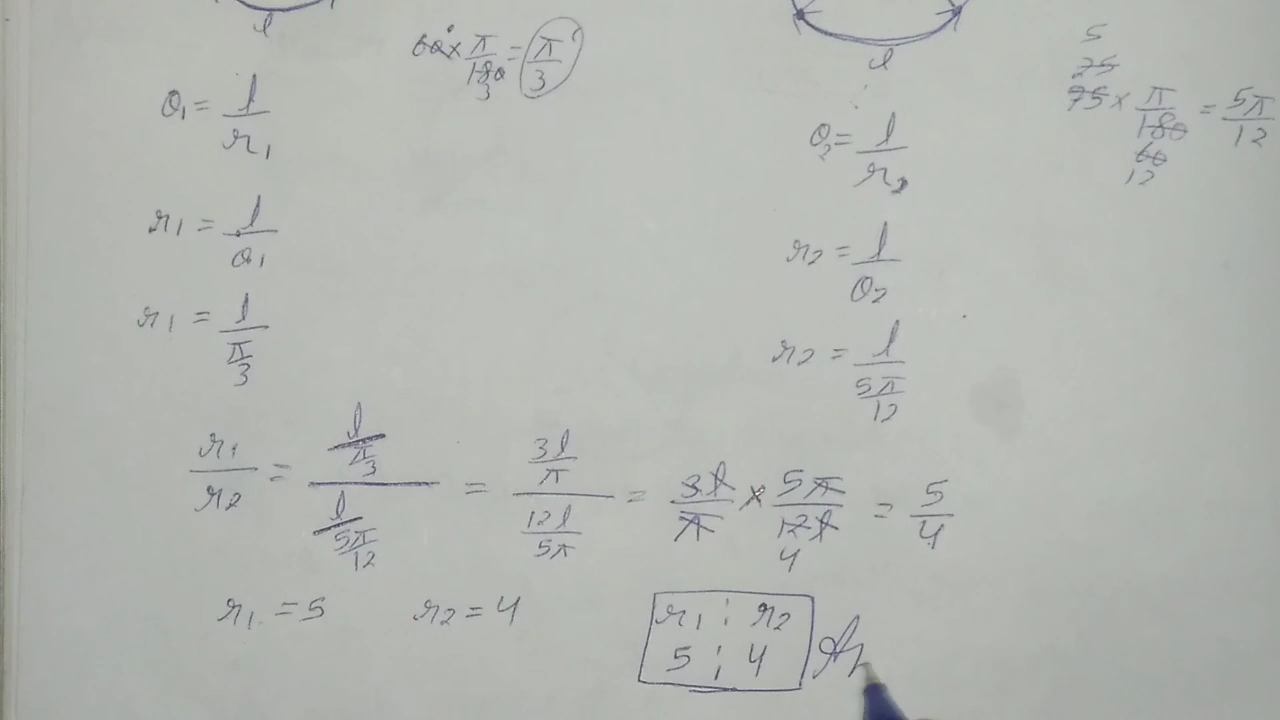 l
60° × π/180 = π/3
3
θ₁ = l/r₁
r₁ = l/θ₁
r₁ = l/(π/3)
l
5
25
75 × π/180 = 5π/12
60
12
θ₂ = l/r₂
r₂ = l/θ₂
r₂ = l/(5π/12)
r₁/r₂ = (l/(π/3))/(l/(5π/12)) = (3l/π)/(12l/5π) = 3l/π × 5π/12l = 5/4
4
r₁ = 5 r₂ = 4
r₁ : r₂
5 : 4 An